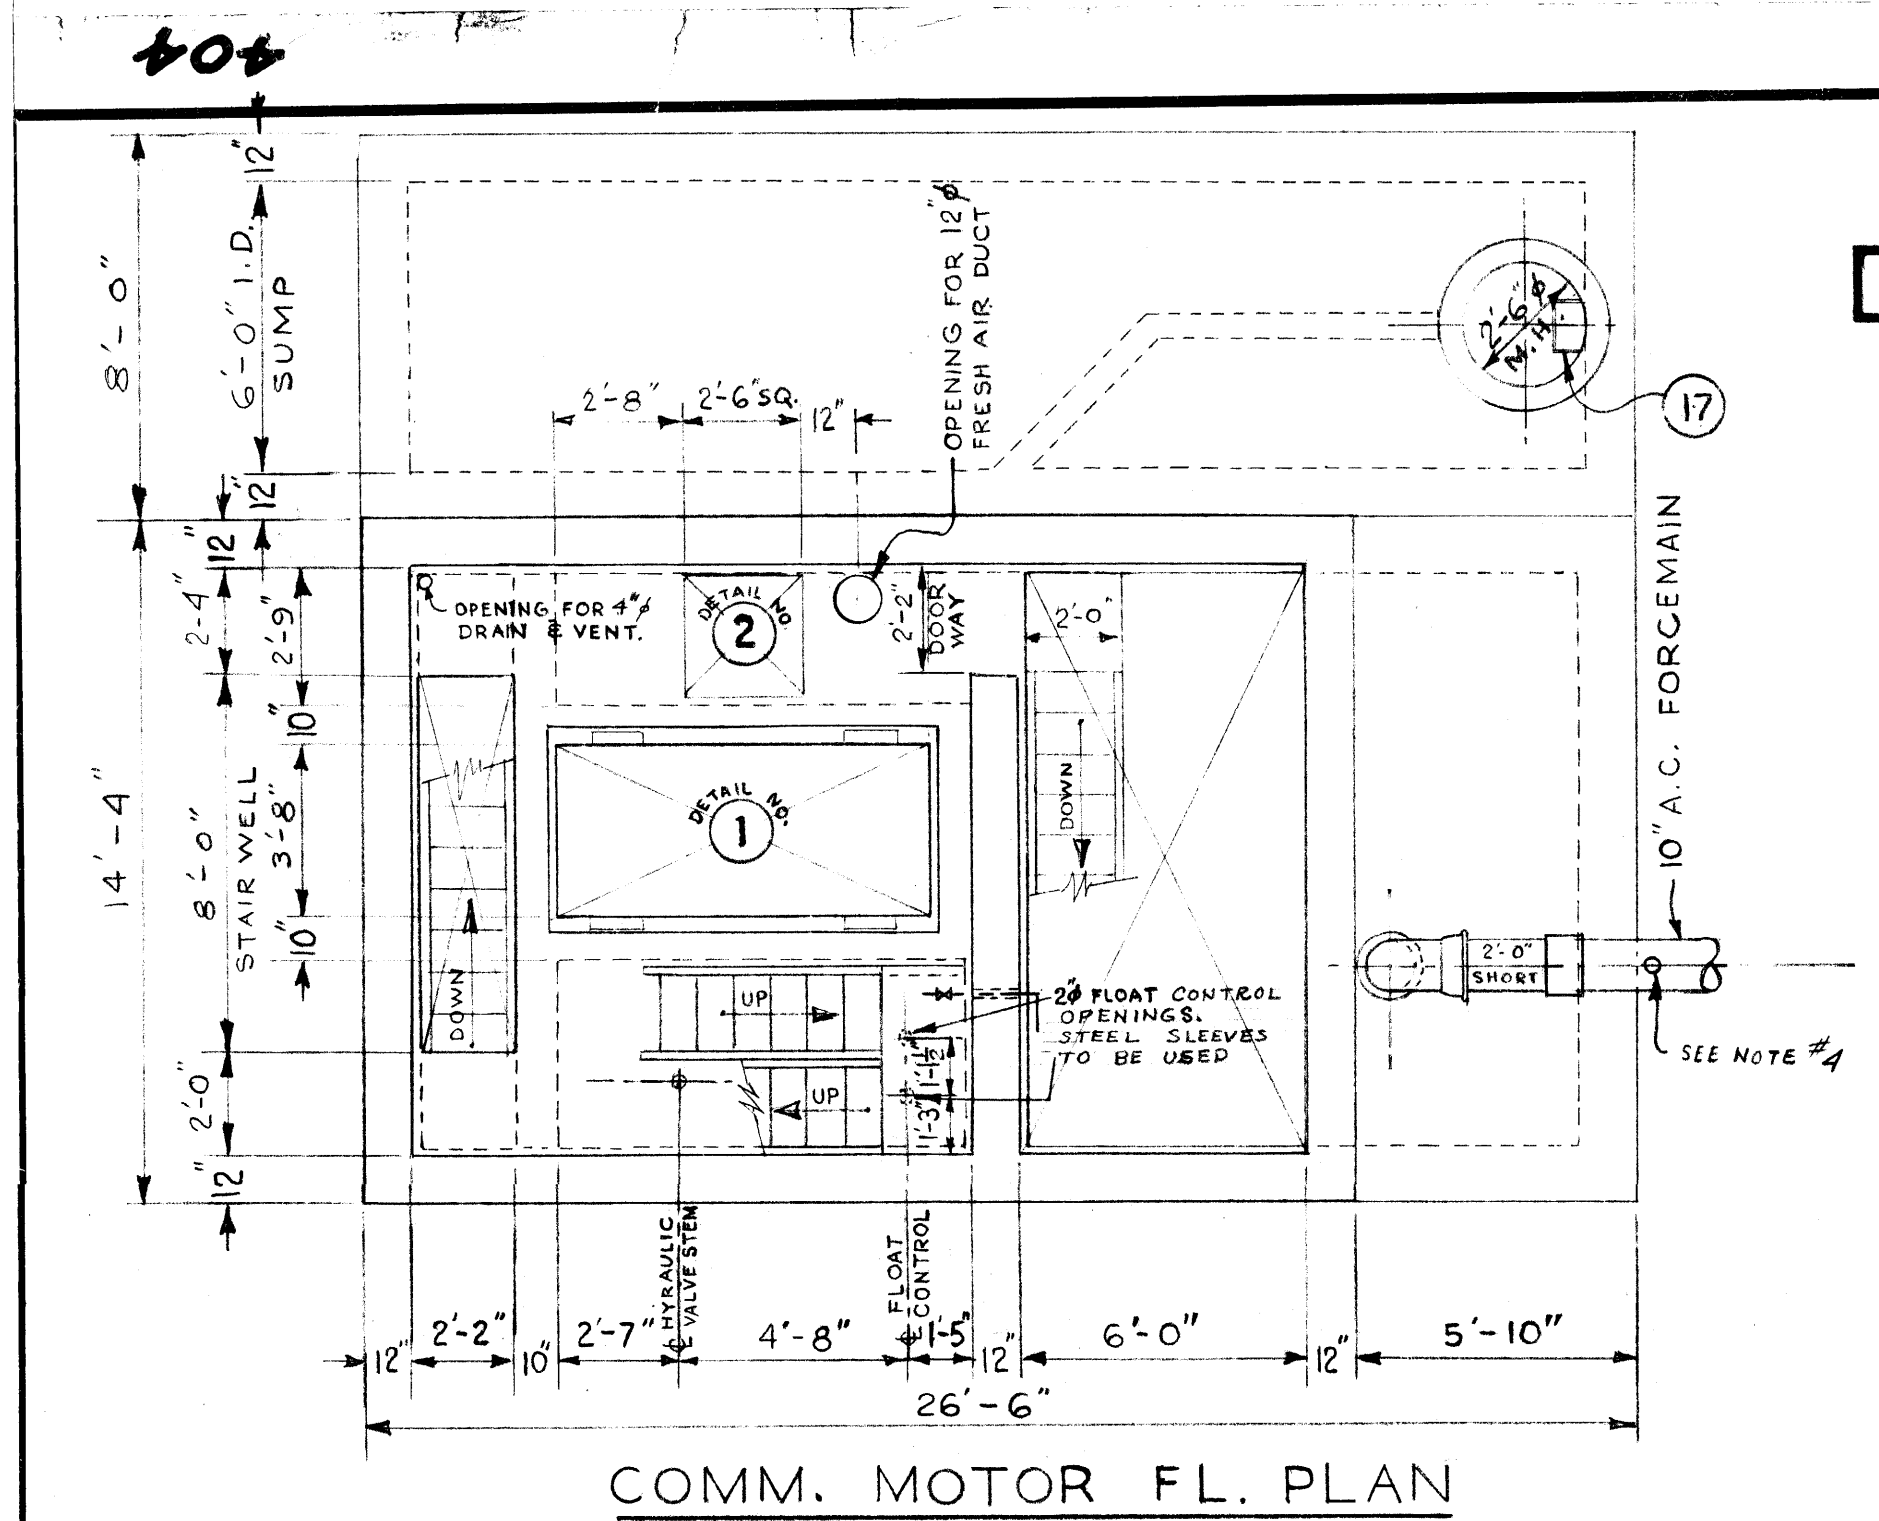 404
12"
8'-0"
6'-0" I.D.
SUMP
12"
OPENING FOR 12"ø
FRESH AIR DUCT
2'-6"ø
M.H.
17
2'-8"
2'-6"SQ.
12"
12"
2'-4"
2'-9"
10"
14'-4"
8'-0"
STAIR WELL
3'-8"
10"
2'-0"
12"
OPENING FOR 4"ø
DRAIN & VENT.
DETAIL NO.
2
2'-2"
DOOR
WAY
2'-0"
DOWN
DETAIL NO.
1
DOWN
UP
UP
2"ø FLOAT CONTROL
OPENINGS.
STEEL SLEEVES
TO BE USED
1'-1½"
1'-3"
10" A.C. FORCEMAIN
2'-0"
SHORT
SEE NOTE #4
℄ HYRAULIC
VALVE STEM
℄ FLOAT
CONTROL
12"
2'-2"
10"
2'-7"
4'-8"
1'-5"
12"
6'-0"
12"
5'-10"
26'-6"
COMM. MOTOR FL. PLAN